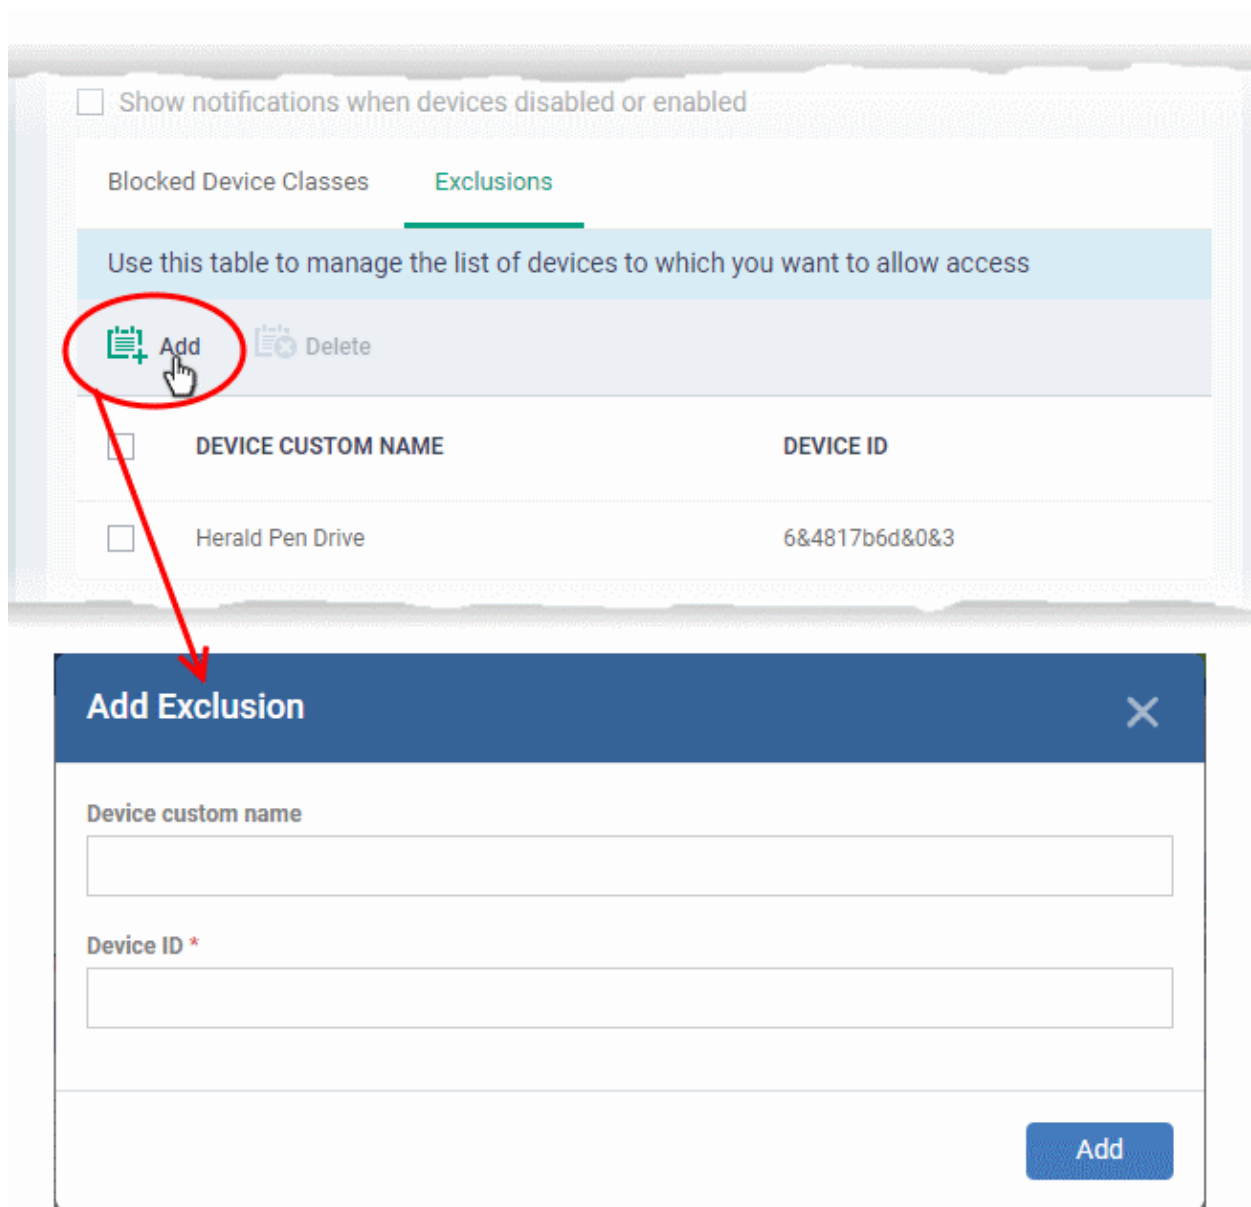 Show notifications when devices disabled or enabled
Blocked Device Classes Exclusions
Use this table to manage the list of devices to which you want to allow access
Add Delete
DEVICE CUSTOM NAME DEVICE ID
Herald Pen Drive 6&4817b6d&0&3
Add Exclusion
Device custom name
Device ID *
Add